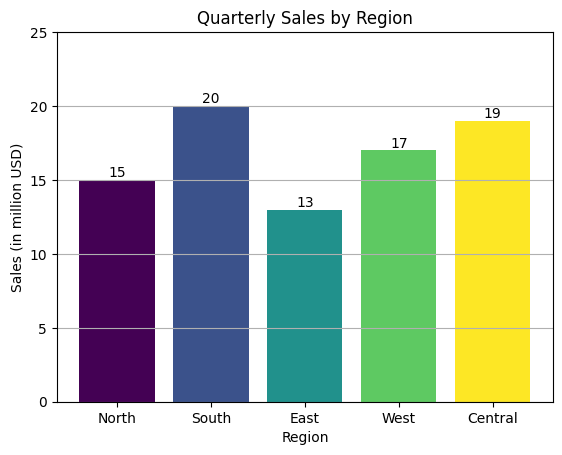 Quarterly Sales by Region
Sales (in million USD)
25
20
15
10
5
0
15
20
13
17
19
North
South
East
West
Central
Region